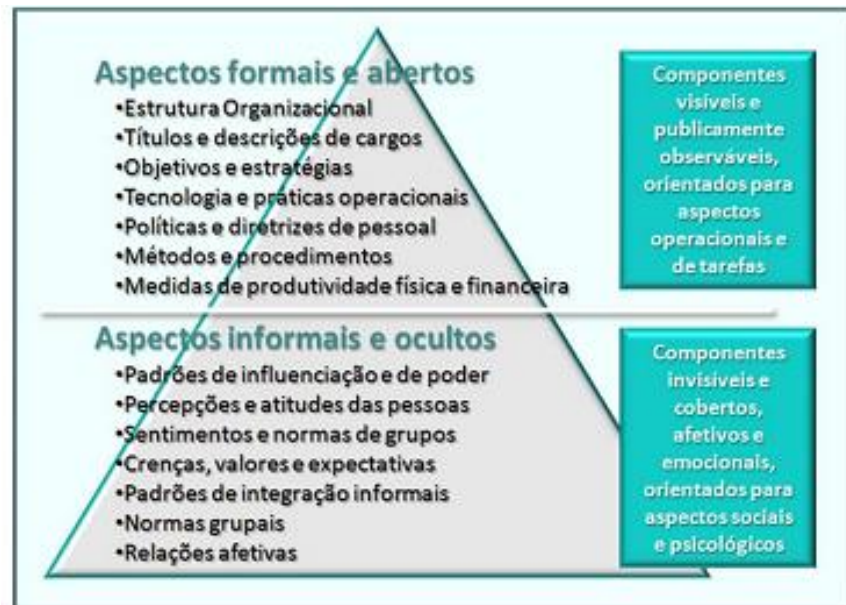 Aspectos formais e abertos
•Estrutura Organizacional
•Títulos e descrições de cargos
•Objetivos e estratégias
•Tecnologia e práticas operacionais
•Políticas e diretrizes de pessoal
•Métodos e procedimentos
•Medidas de produtividade física e financeira
Componentes
visíveis e
publicamente
observáveis,
orientados para
aspectos
operacionais e
de tarefas
Aspectos informais e ocultos
•Padrões de influenciação e de poder
•Percepções e atitudes das pessoas
•Sentimentos e normas de grupos
•Crenças, valores e expectativas
•Padrões de integração informais
•Normas grupais
•Relações afetivas
Componentes
invisíveis e
cobertos,
afetivos e
emocionais,
orientados para
aspectos sociais
e psicológicos